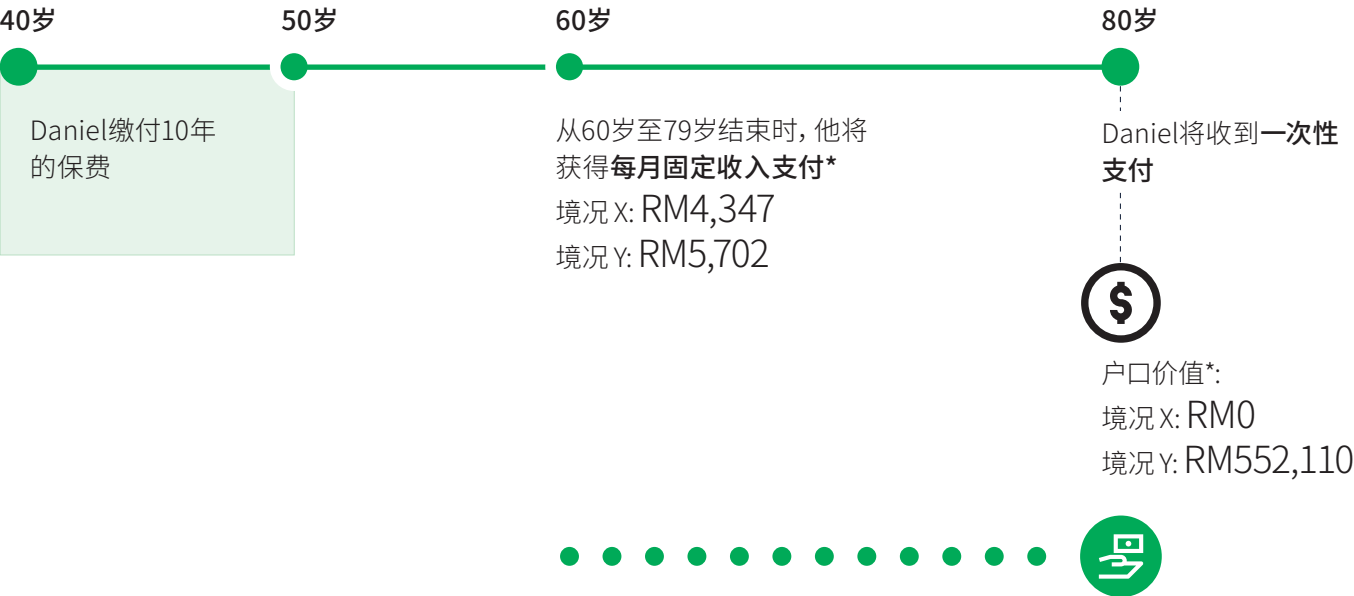 40岁
50岁
60岁
80岁
Daniel缴付10年
的保费
从60岁至79岁结束时，他将
获得每月固定收入支付*
境况 X: RM4,347
境况 Y: RM5,702
Daniel将收到一次性
支付
$
户口价值*:
境况 X: RM0
境况 Y: RM552,110